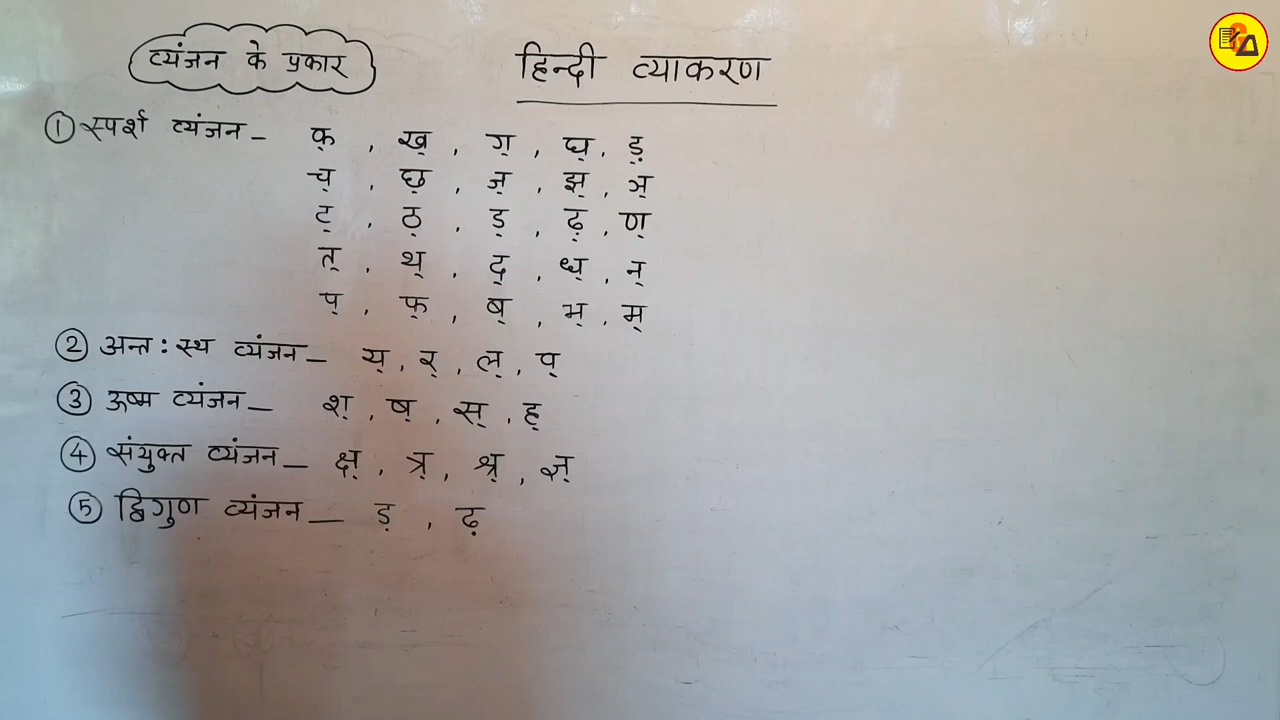 व्यंजन के प्रकार
हिन्दी व्याकरण
① स्पर्श व्यंजन – क् , ख् , ग् , घ् , ड़्
च् , छ् , ज् , झ् , ञ्
ट् , ठ् , ड् , ढ् , ण्
त् , थ् , द् , ध् , न्
प् , फ् , ब् , भ् , म्
② अन्त : स्थ व्यंजन – य् , र् , ल् , व्
③ ऊष्म व्यंजन – श् , ष् , स् , ह्
④ संयुक्त व्यंजन – क्ष् , त्र् , श्र् , ज्ञ्
⑤ द्विगुण व्यंजन – ड़ , ढ़